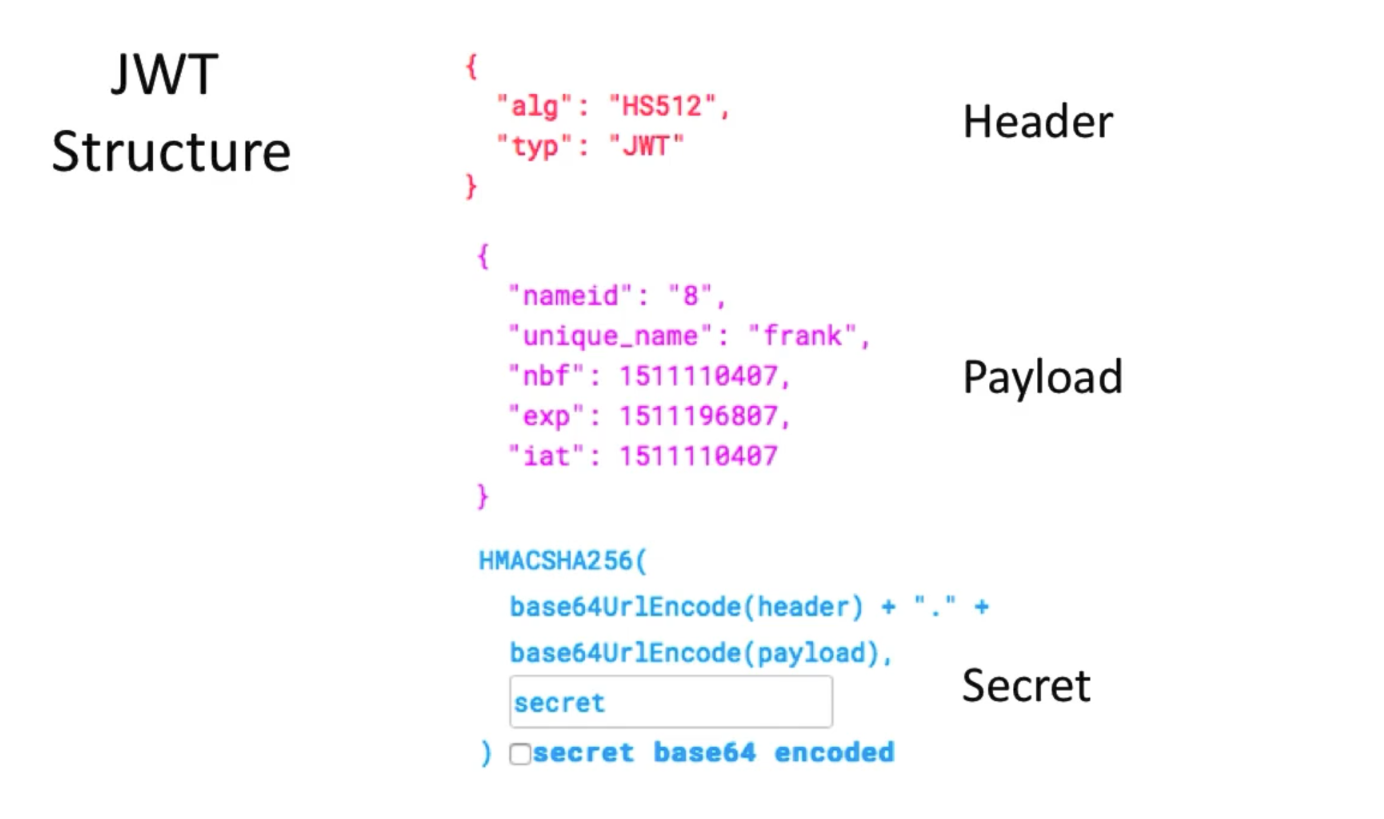 JWT
Structure
{
"alg": "HS512",
"typ": "JWT"
}
Header
{
"nameid": "8",
"unique_name": "frank",
"nbf": 1511110407,
"exp": 1511196807,
"iat": 1511110407
}
Payload
HMACSHA256(
base64UrlEncode(header) + "." +
base64UrlEncode(payload),
secret
) secret base64 encoded
Secret